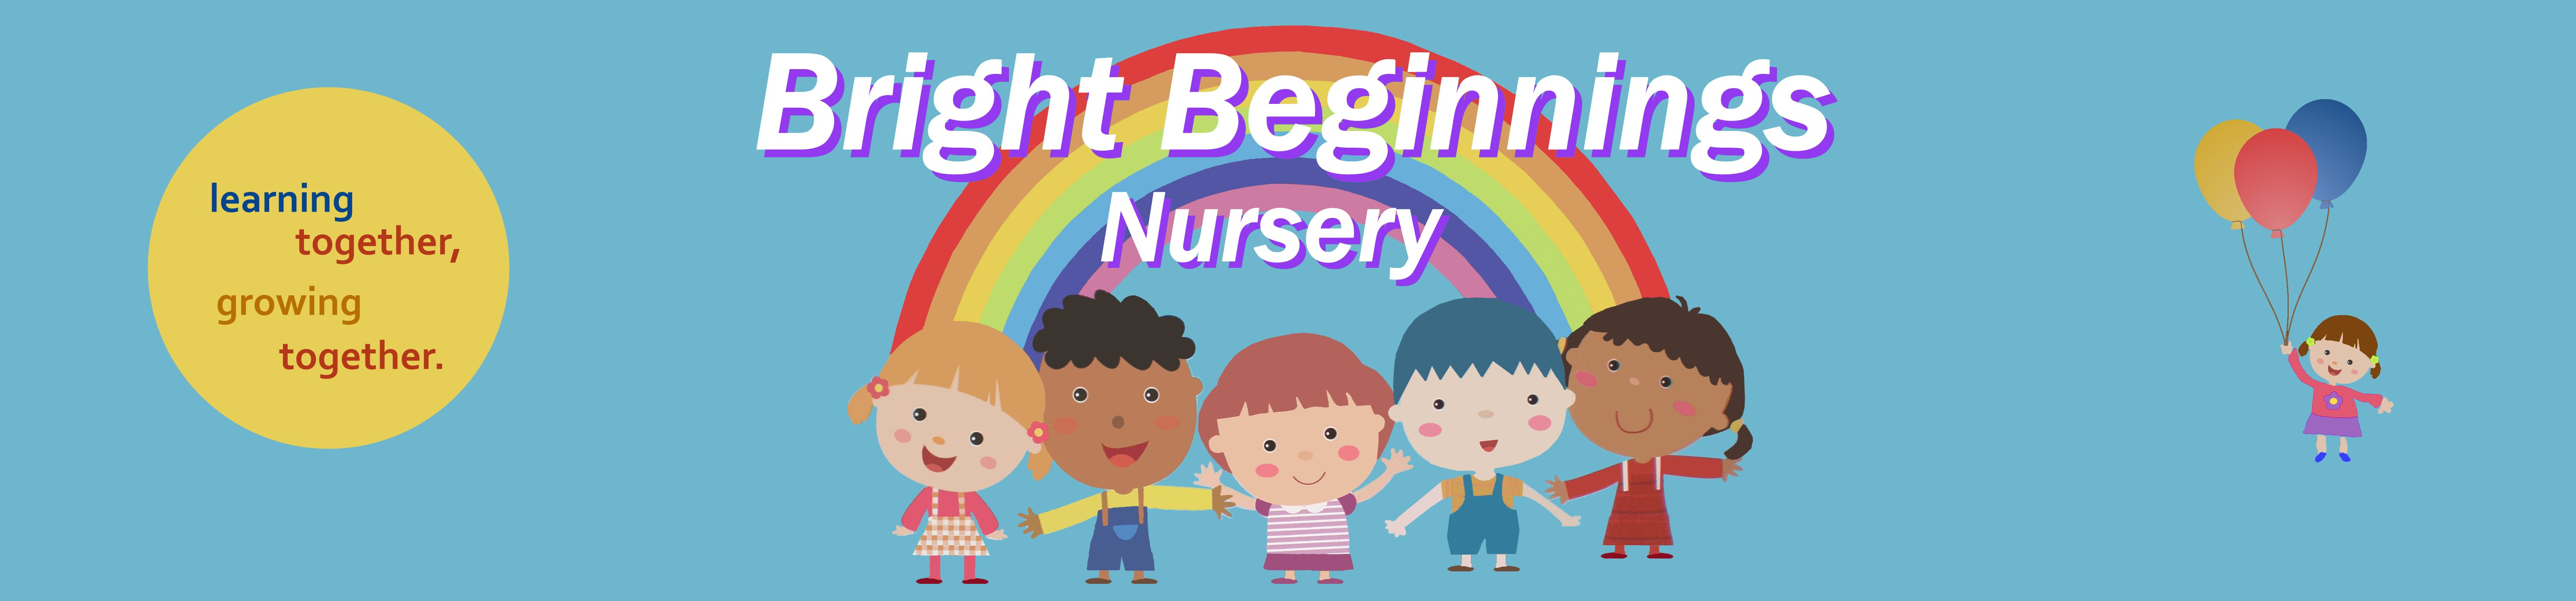 learning
together,
growing
together.
Bright Beginnings
Nursery